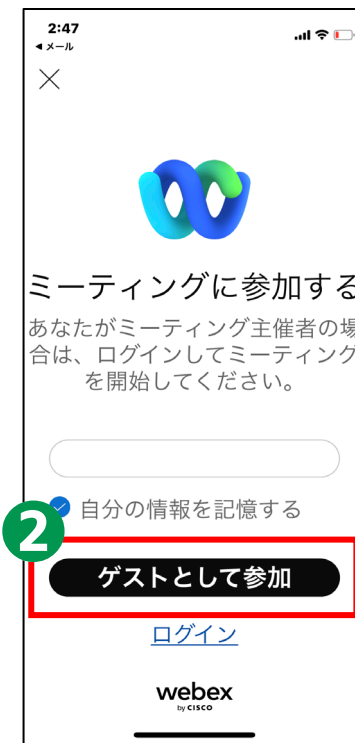 2:47
◀ メール
ミーティングに参加する
あなたがミーティング主催者の場
合は、ログインしてミーティング
を開始してください。
自分の情報を記憶する
2
ゲストとして参加
ログイン
webex
by CISCO